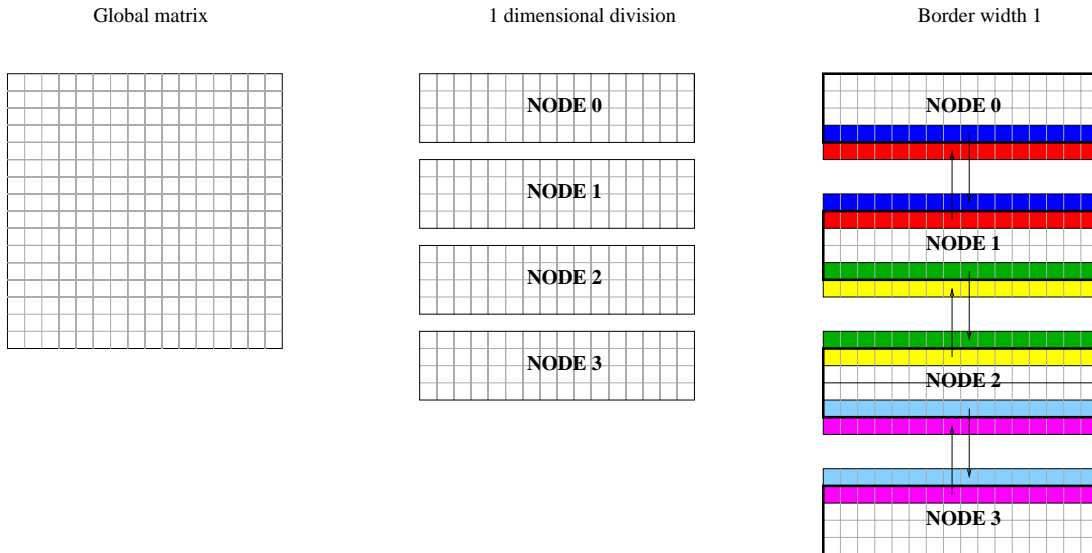 Global matrix
1 dimensional division
Border width 1
NODE 0
NODE 1
NODE 2
NODE 3
NODE 0
NODE 1
NODE 2
NODE 3